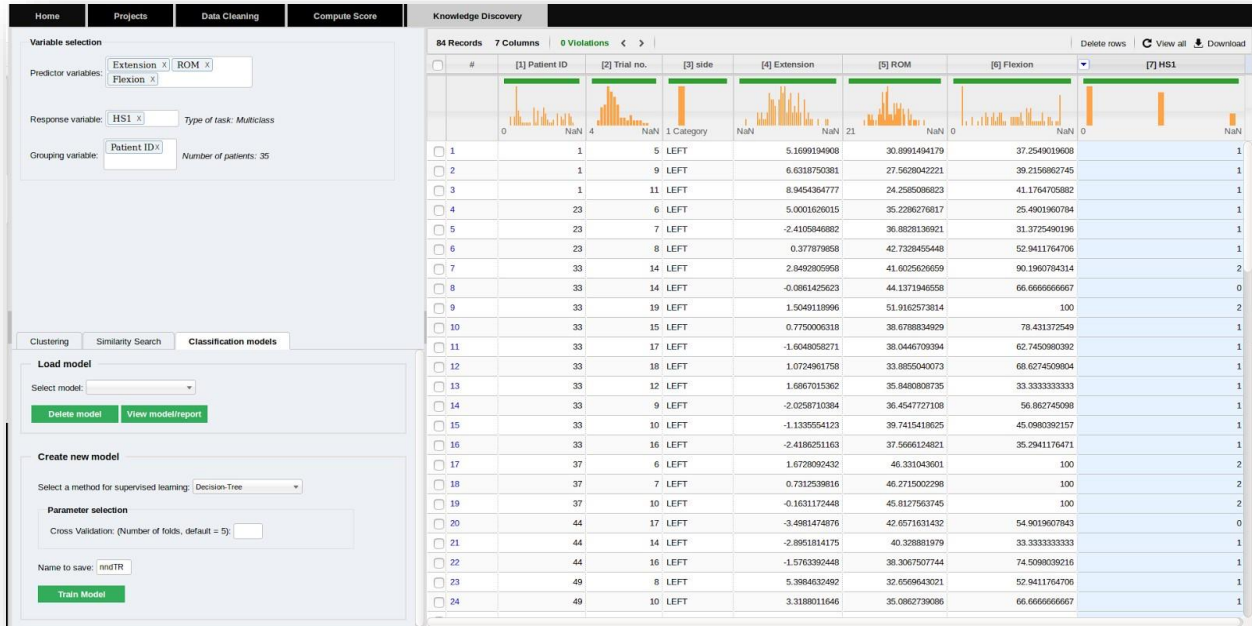 Home Projects Data Cleaning Compute Score Knowledge Discovery
Variable selection
Predictor variables: Extension x ROM x
Flexion x
Response variable: HS1 x Type of task: Multiclass
Grouping variable: Patient IDx Number of patients: 35
Clustering Similarity Search Classification models
Load model
Select model:
Delete model View model/report
Create new model
Select a method for supervised learning: Decision-Tree
Parameter selection
Cross Validation: (Number of folds, default = 5):
Name to save: nndTR
Train Model
84 Records 7 Columns 0 Violations < > Delete rows View all Download
# [1] Patient ID [2] Trial no. [3] side [4] Extension [5] ROM [6] Flexion [7] HS1
0 NaN 4 NaN 1 Category NaN NaN 21 NaN 0 NaN 0 NaN
1 1 5 LEFT 5.1699194908 30.8991494179 37.2549019608 1
2 1 9 LEFT 6.6318750381 27.5628042221 39.2156862745 1
3 1 11 LEFT 8.9454364777 24.2585086823 41.1764705882 1
4 23 6 LEFT 5.0001626015 35.2286276817 25.4901960784 1
5 23 7 LEFT -2.4105846882 36.8828136921 31.3725490196 1
6 23 8 LEFT 0.377879858 42.7328455448 52.9411764706 1
7 33 14 LEFT 2.8492805958 41.6025626659 90.1960784314 2
8 33 14 LEFT -0.0861425623 44.1371946558 66.6666666667 0
9 33 19 LEFT 1.5049118996 51.9162573814 100 2
10 33 15 LEFT 0.7750006318 38.6788834929 78.431372549 1
11 33 17 LEFT -1.6048058271 38.0446709394 62.7450980392 1
12 33 18 LEFT 1.0724961758 33.8855040073 68.6274509804 1
13 33 12 LEFT 1.6867015362 35.8480808735 33.3333333333 1
14 33 9 LEFT -2.0258710384 36.4547727108 56.862745098 1
15 33 10 LEFT -1.1335554123 39.7415418625 45.0980392157 1
16 33 16 LEFT -2.4186251163 37.5666124821 35.2941176471 1
17 37 6 LEFT 1.6728092432 46.331043601 100 2
18 37 7 LEFT 0.7312539816 46.2715002298 100 2
19 37 10 LEFT -0.1631172448 45.8127563745 100 2
20 44 17 LEFT -3.4981474876 42.6571631432 54.9019607843 0
21 44 14 LEFT -2.8951814175 40.328881979 33.3333333333 1
22 44 16 LEFT -1.5763392448 38.3067507744 74.5098039216 1
23 49 8 LEFT 5.3984632492 32.6569643021 52.9411764706 1
24 49 10 LEFT 3.3188011646 35.0862739086 66.6666666667 1